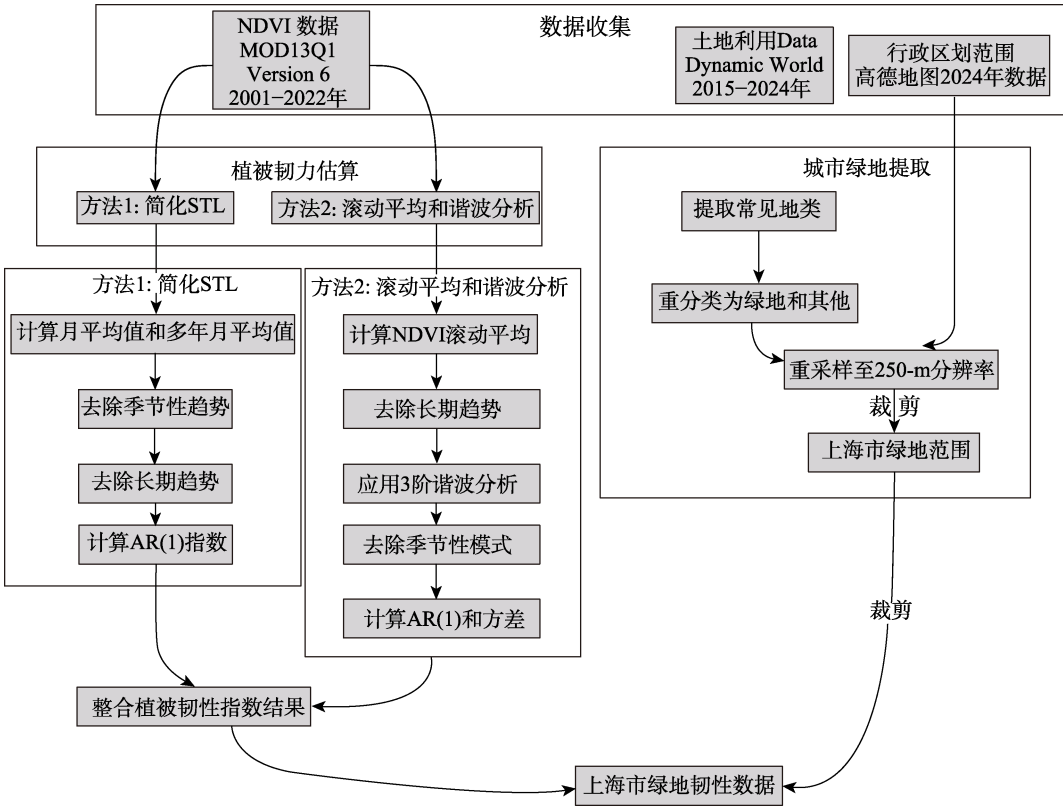 数据收集
NDVI 数据
MOD13Q1
Version 6
2001−2022年
土地利用Data
Dynamic World
2015−2024年
行政区划范围
高德地图2024年数据
植被韧力估算
方法1: 简化STL
方法2: 滚动平均和谐波分析
方法1: 简化STL
计算月平均值和多年月平均值
去除季节性趋势
去除长期趋势
计算AR(1)指数
方法2: 滚动平均和谐波分析
计算NDVI滚动平均
去除长期趋势
应用3阶谐波分析
去除季节性模式
计算AR(1)和方差
城市绿地提取
提取常见地类
重分类为绿地和其他
重采样至250-m分辨率
裁 剪
上海市绿地范围
裁剪
整合植被韧性指数结果
上海市绿地韧性数据